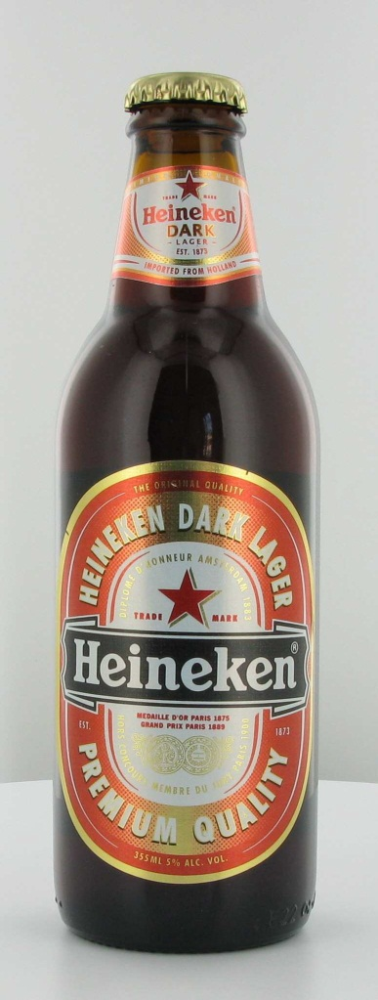 TRADE MARK
Heineken
DARK
- LAGER -
EST. 1873
IMPORTED FROM HOLLAND
THE ORIGINAL QUALITY
HEINEKEN DARK LAGER
DIPLOME D'HONNEUR AMSTERDAM 1883
TRADE MARK
Heineken®
MEDAILLE D'OR PARIS 1875
GRAND PRIX PARIS 1889
EST. 1873
HORS CONCOURS MEMBRE DU JURY PARIS 1900
PREMIUM QUALITY
355ML 5% ALC. VOL.